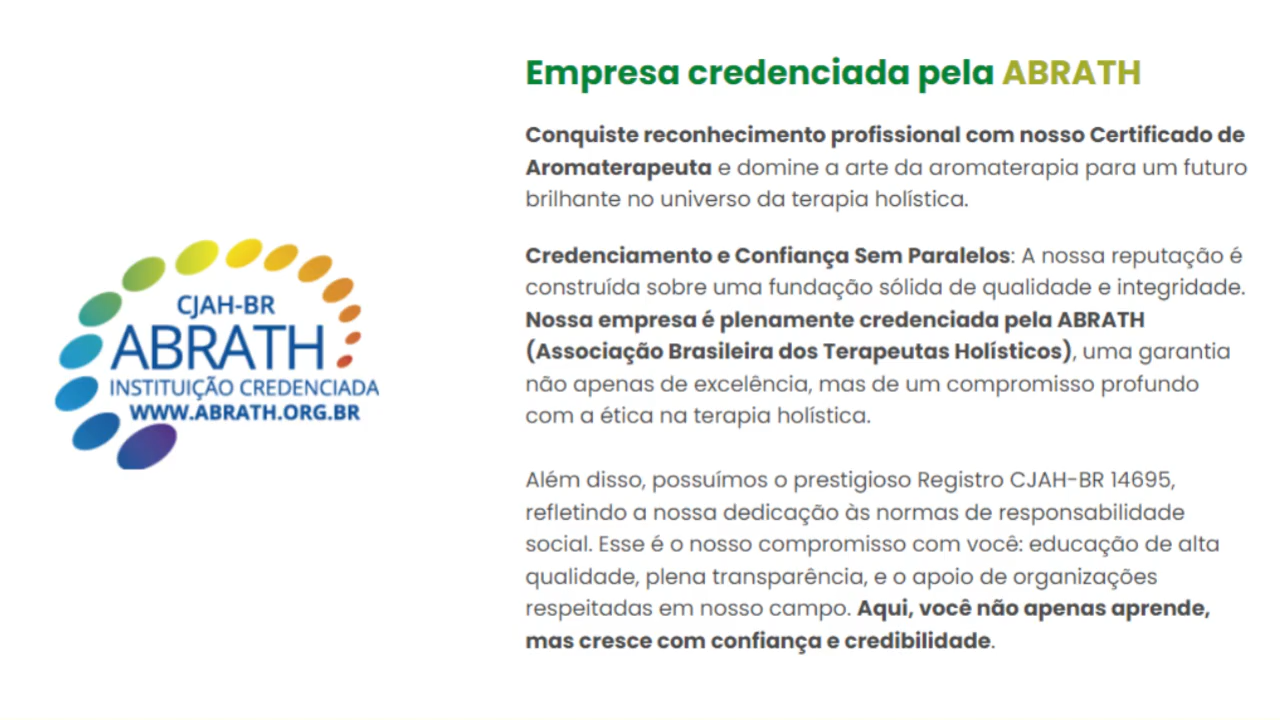 CJAH-BR
ABRATH
INSTITUIÇÃO CREDENCIADA
WWW.ABRATH.ORG.BR
Empresa credenciada pela ABRATH
Conquiste reconhecimento profissional com nosso Certificado de
Aromaterapeuta e domine a arte da aromaterapia para um futuro
brilhante no universo da terapia holística.
Credenciamento e Confiança Sem Paralelos: A nossa reputação é
construída sobre uma fundação sólida de qualidade e integridade.
Nossa empresa é plenamente credenciada pela ABRATH
(Associação Brasileira dos Terapeutas Holísticos), uma garantia
não apenas de excelência, mas de um compromisso profundo
com a ética na terapia holística.
Além disso, possuímos o prestigioso Registro CJAH-BR 14695,
refletindo a nossa dedicação às normas de responsabilidade
social. Esse é o nosso compromisso com você: educação de alta
qualidade, plena transparência, e o apoio de organizações
respeitadas em nosso campo. Aqui, você não apenas aprende,
mas cresce com confiança e credibilidade.